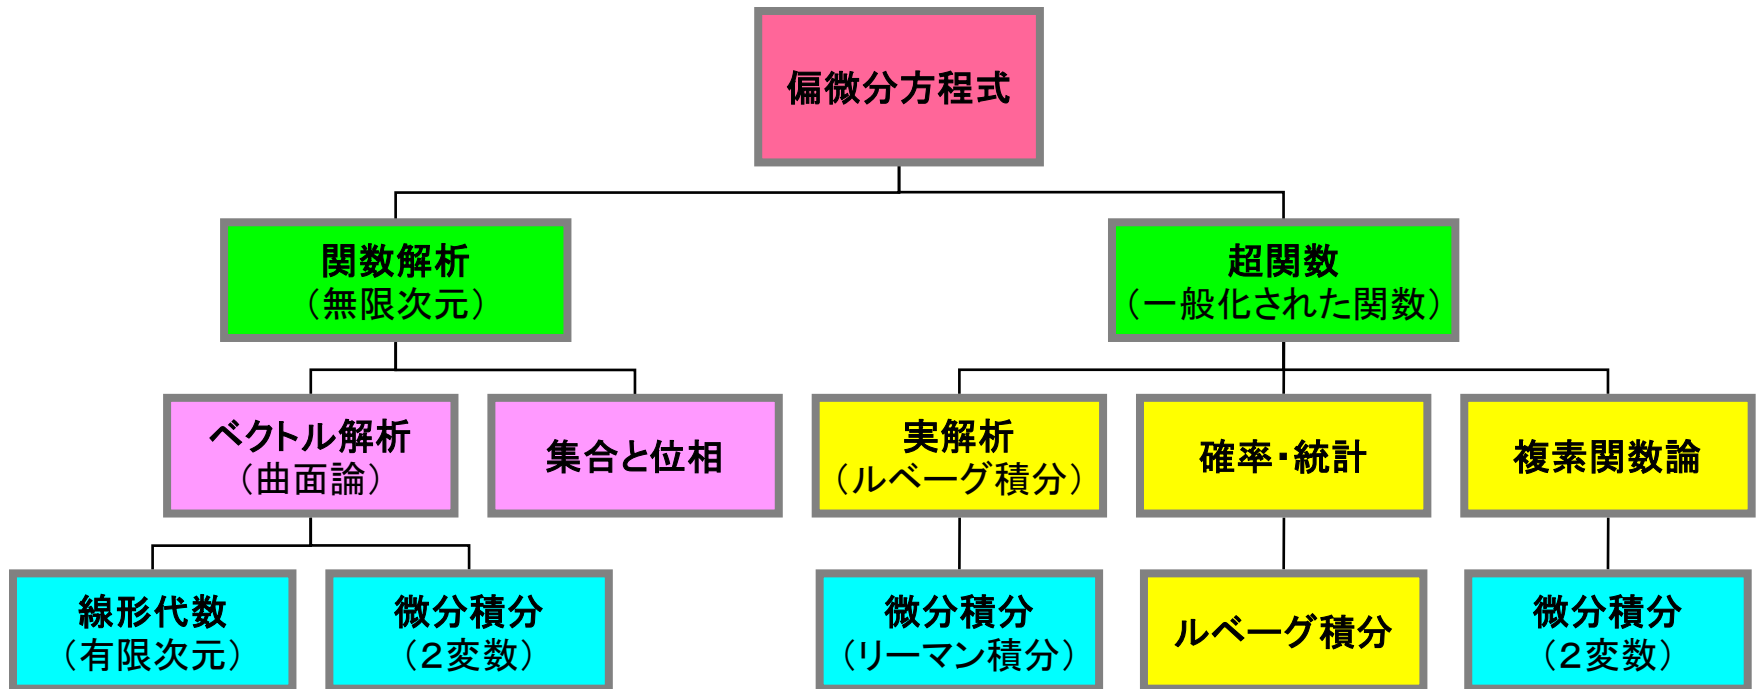 偏微分方程式
関数解析
（無限次元）
超関数
（一般化された関数）
ベクトル解析
（曲面論）
集合と位相
実解析
（ルベーグ積分）
確率・統計
複素関数論
線形代数
（有限次元）
微分積分
（２変数）
微分積分
（リーマン積分）
ルベーグ積分
微分積分
（２変数）